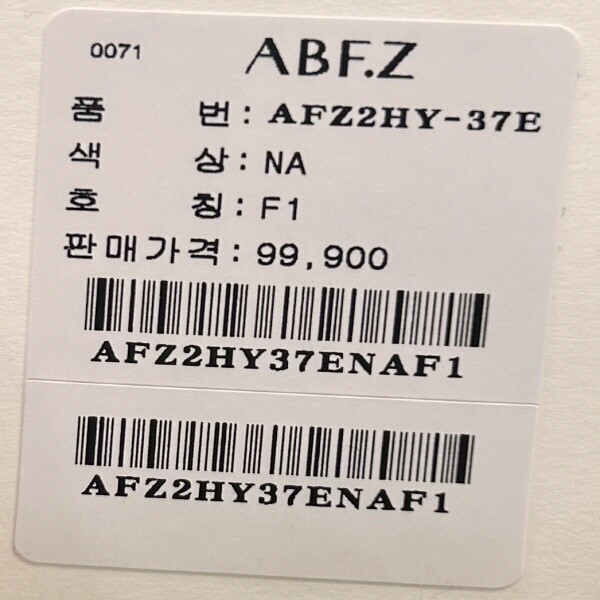 0071 ABF.Z
품 번 : AFZ2HY-37E
색 상 : NA
호 칭 : F1
판매가격 : 99,900
AFZ2HY37ENAF1
AFZ2HY37ENAF1